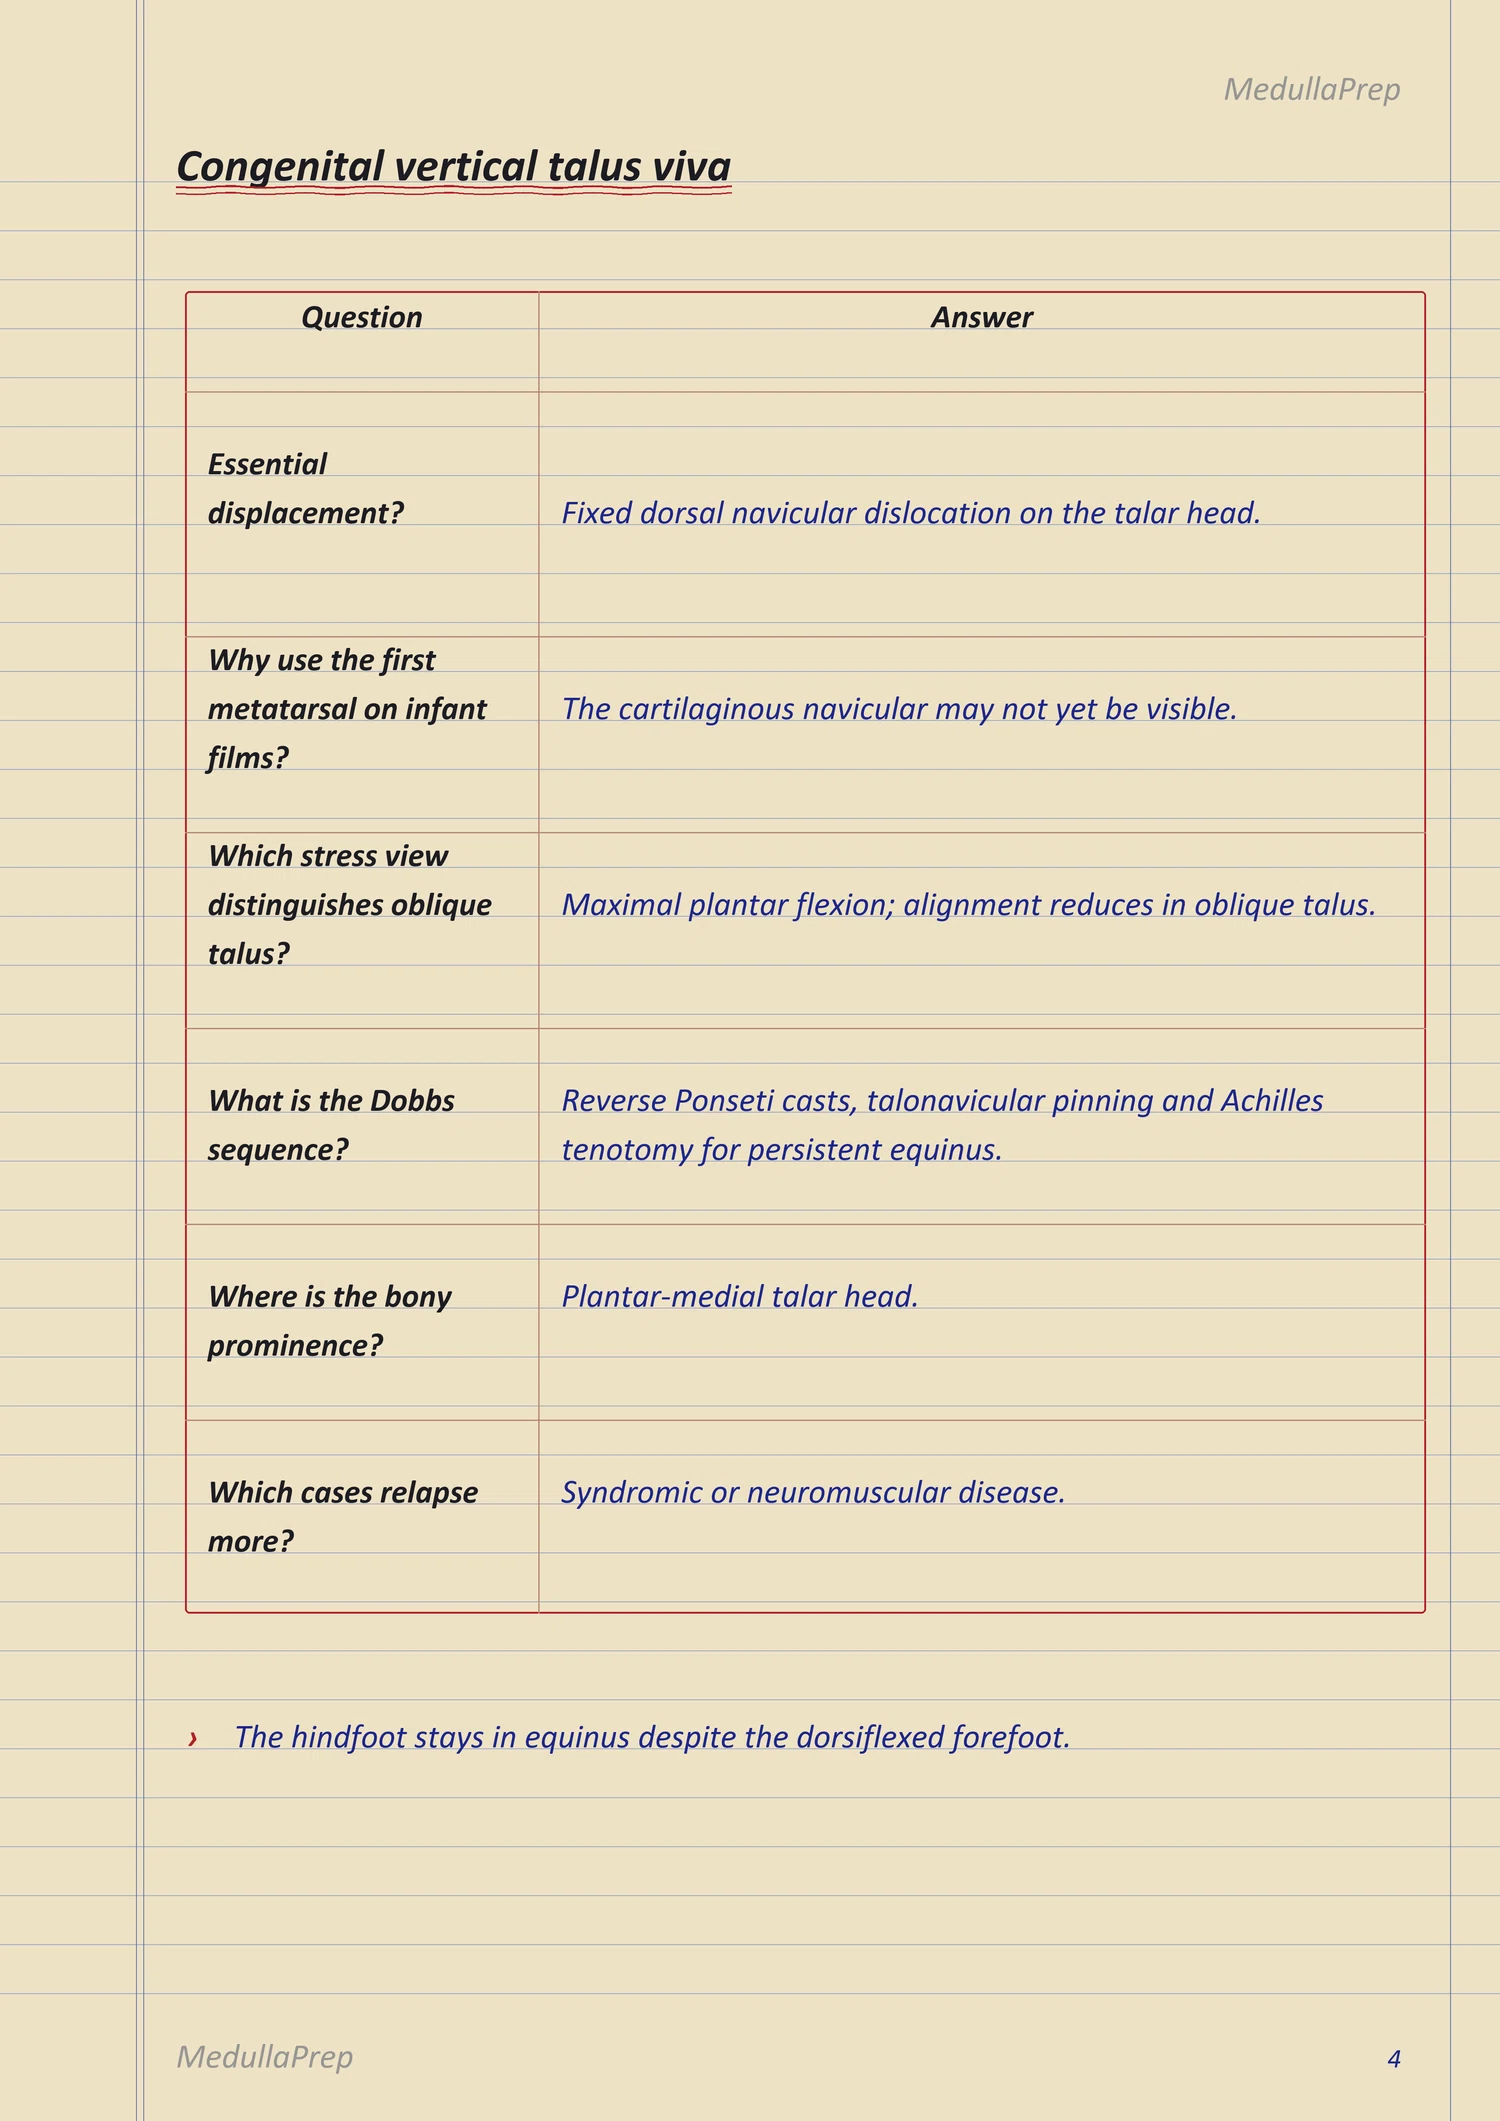 MedullaPrep
Congenital vertical talus viva
Question
Answer
Essential
displacement?
Fixed dorsal navicular dislocation on the talar head.
Why use the first
metatarsal on infant
films?
The cartilaginous navicular may not yet be visible.
Which stress view
distinguishes oblique
talus?
Maximal plantar flexion; alignment reduces in oblique talus.
What is the Dobbs
sequence?
Reverse Ponseti casts, talonavicular pinning and Achilles
tenotomy for persistent equinus.
Where is the bony
prominence?
Plantar-medial talar head.
Which cases relapse
more?
Syndromic or neuromuscular disease.
› The hindfoot stays in equinus despite the dorsiflexed forefoot.
MedullaPrep
4